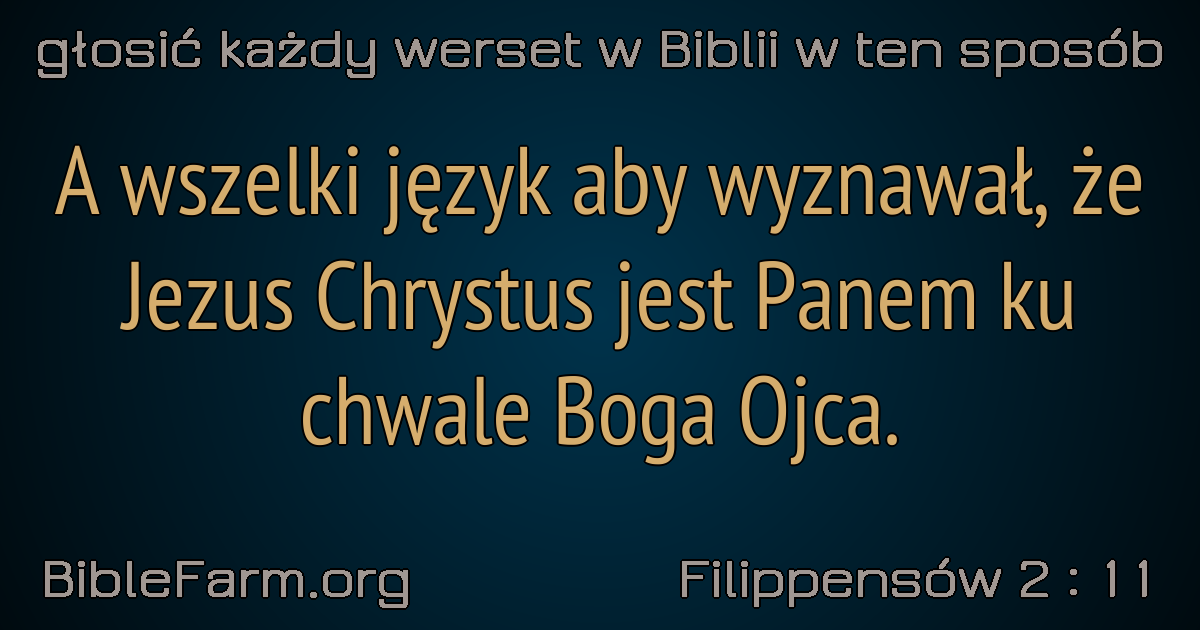 głosić każdy werset w Biblii w ten sposób
A wszelki język aby wyznawał, że
Jezus Chrystus jest Panem ku
chwale Boga Ojca.
BibleFarm.org
Filippensów 2 : 11